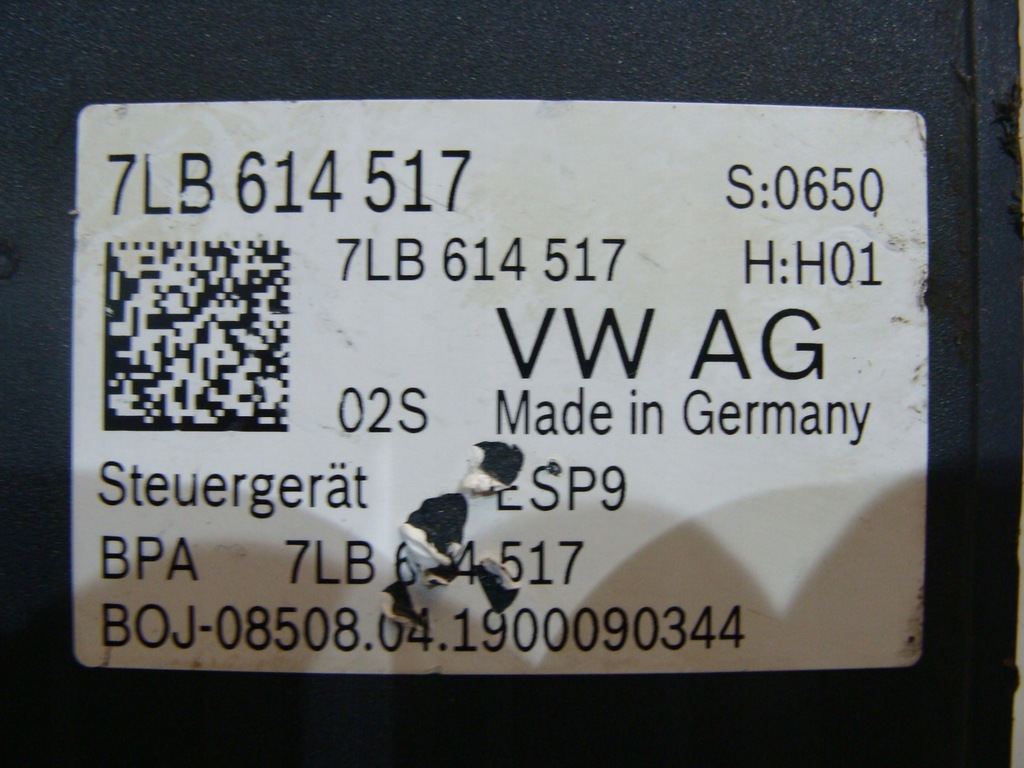 7LB 614 517 S:0650
7LB 614 517 H:H01
VW AG
02S Made in Germany
Steuergerät ESP9
BPA 7LB 614 517
BOJ-08508.04.1900090344